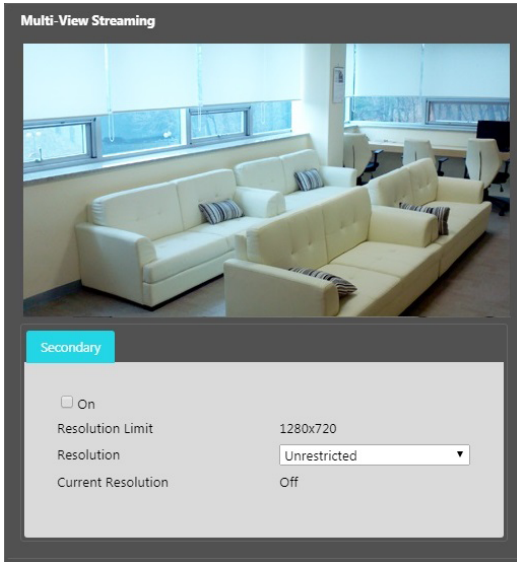 Multi-View Streaming
Secondary
On
Resolution Limit 1280x720
Resolution Unrestricted
Current Resolution Off